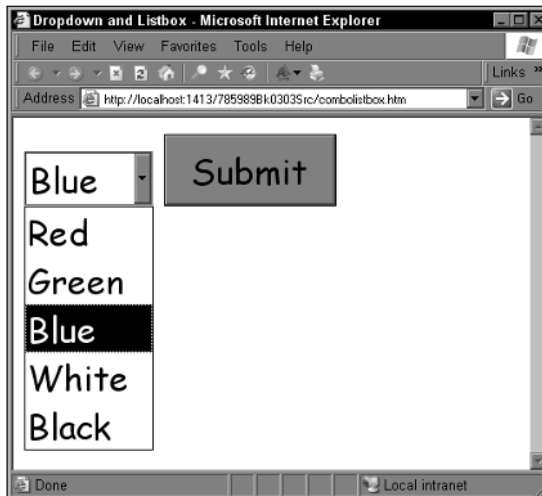 Dropdown and Listbox - Microsoft Internet Explorer
File Edit View Favorites Tools Help
Links »
Address http://localhost:1413/785989Bk0303Src/combolistbox.htm Go
Blue Submit
Red
Green
Blue
White
Black
Done Local intranet